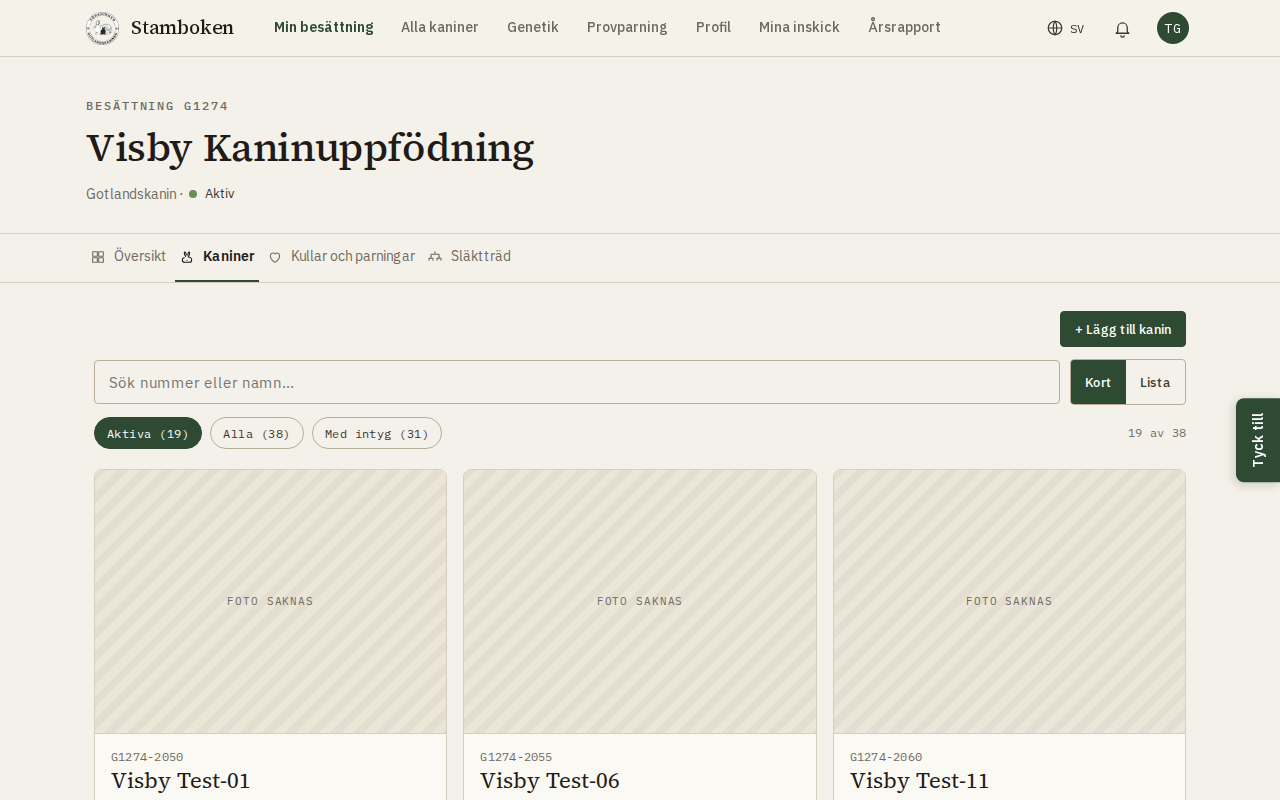 Stamboken
Min besättning
Alla kaniner
Genetik
Provparning
Profil
Mina inskick
Årsrapport
SV
TG
BESÄTTNING G1274
Visby Kaninuppfödning
Gotlandskanin · Aktiv
Översikt
Kaniner
Kullar och parningar
Släktträd
+ Lägg till kanin
Sök nummer eller namn…
Kort
Lista
Aktiva (19)
Alla (38)
Med intyg (31)
19 av 38
Tyck till
FOTO SAKNAS
FOTO SAKNAS
FOTO SAKNAS
G1274-2050
Visby Test-01
G1274-2055
Visby Test-06
G1274-2060
Visby Test-11